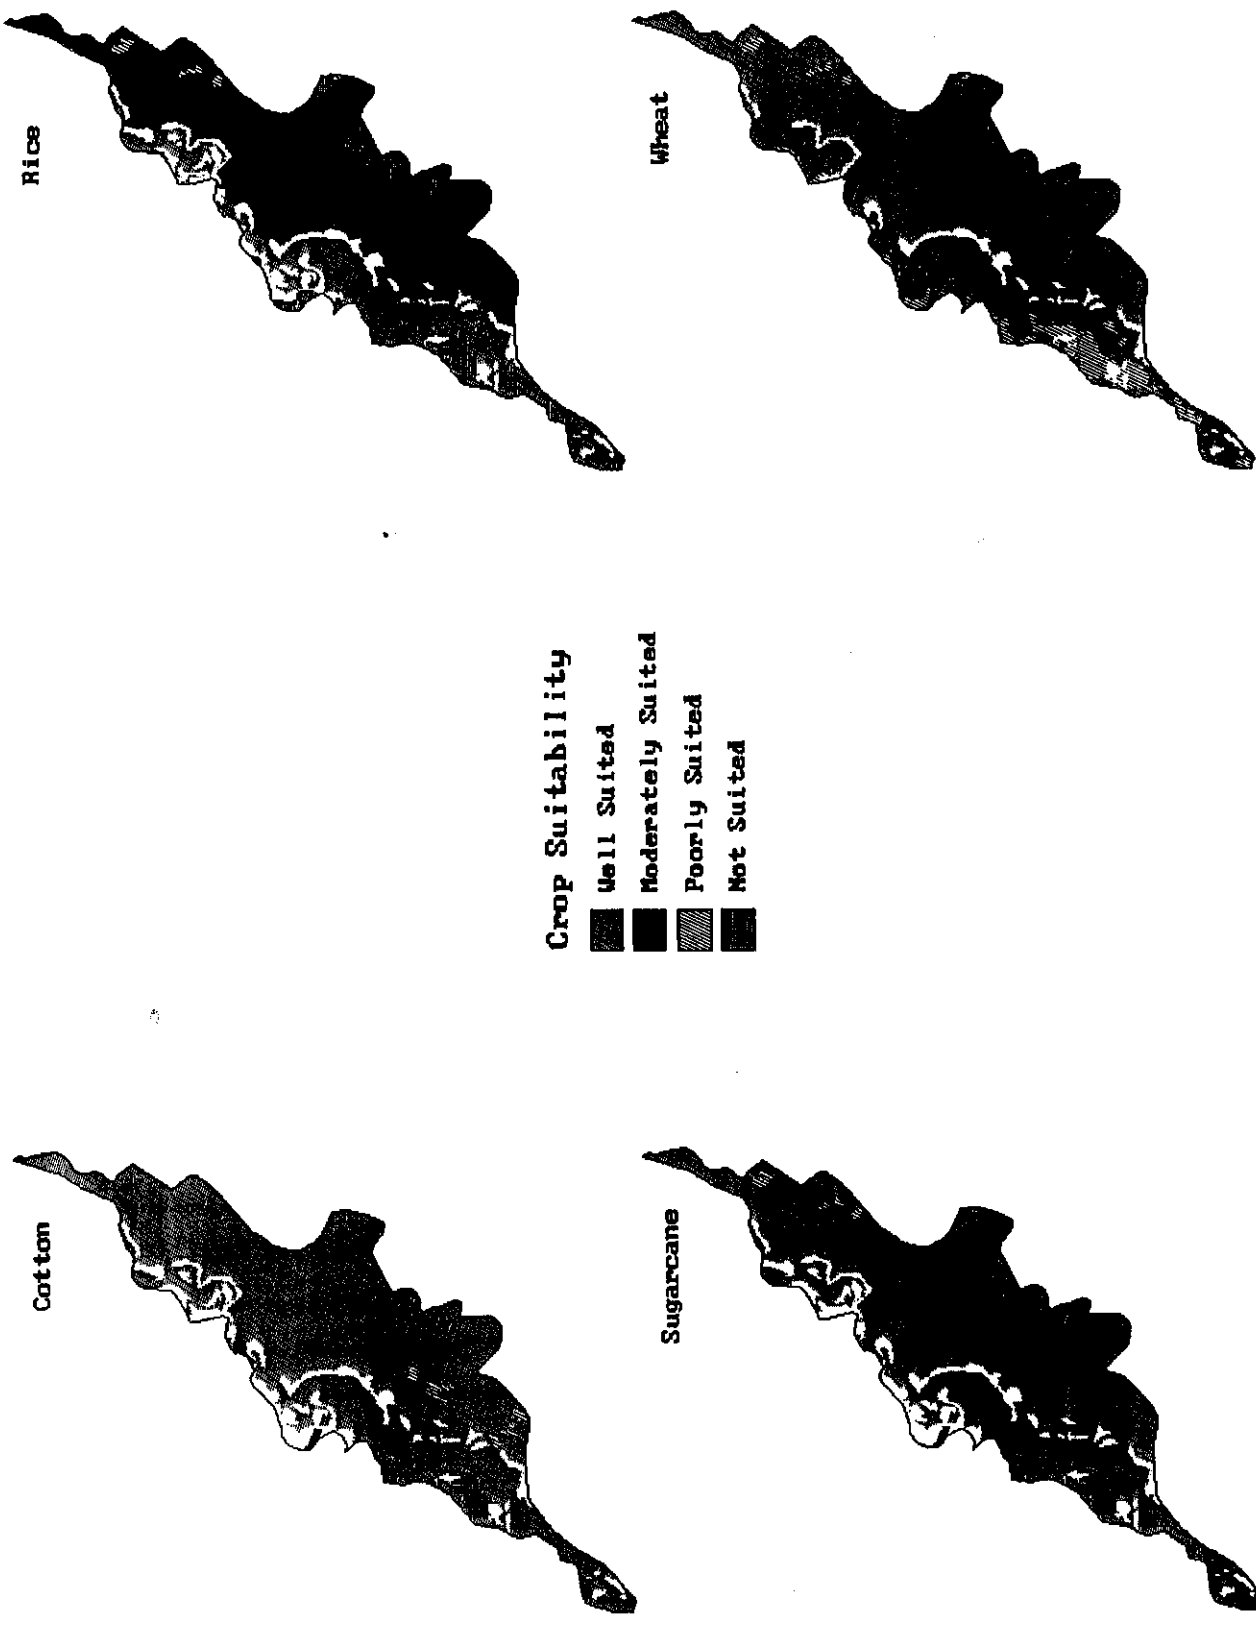 Cotton
Rice
Crop Suitability
Well Suited
Moderately Suited
Poorly Suited
Not Suited
Sugarcane
Wheat